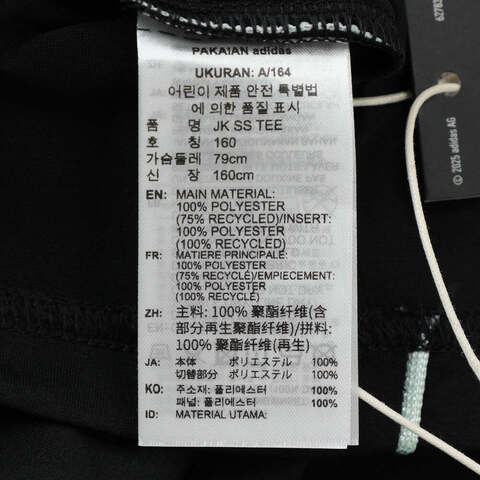 PAKAIAN adidas
UKURAN: A/164
어린이 제품 안전 특별법
에 의한 품질 표시
품 명 JK SS TEE
호 칭 160
가슴둘레 79cm
신 장 160cm
EN: MAIN MATERIAL:
100% POLYESTER
(75% RECYCLED)/INSERT:
100% POLYESTER
(100% RECYCLED)
FR: MATIERE PRINCIPALE:
100% POLYESTER
(75% RECYCLÉ)/EMPIECEMENT:
100% POLYESTER
(100% RECYCLÉ)
ZH: 主料: 100% 聚酯纤维(含
部分再生聚酯纤维)/拼料:
100% 聚酯纤维(再生)
JA: 本体 ポリエステル 100%
切替部分 ポリエステル 100%
KO: 주소재: 폴리에스터 100%
패널: 폴리에스터 100%
ID: MATERIAL UTAMA:
© 2025 adidas AG